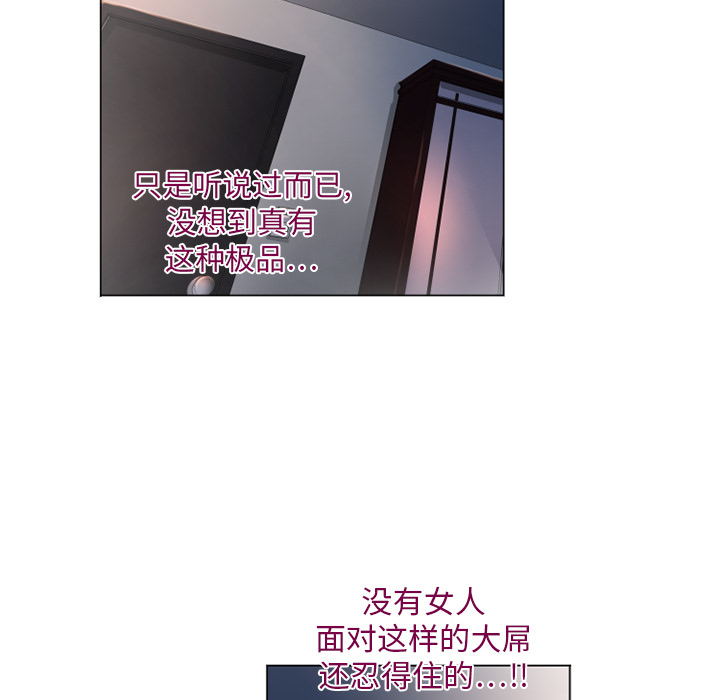 只是听说过而已,
没想到真有
这种极品...
没有女人
面对这样的大屌
还忍得住的...!!